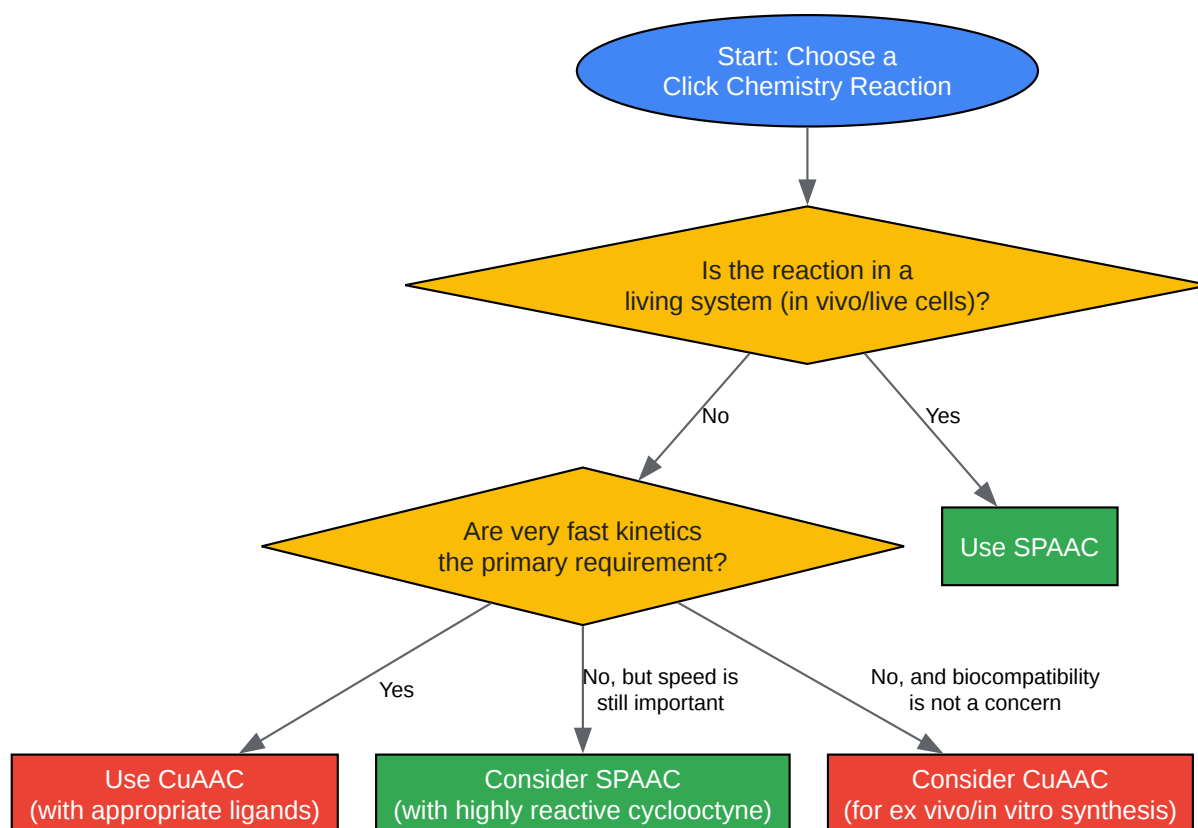 Start: Choose a
Click Chemistry Reaction
Is the reaction in a
living system (in vivo/live cells)?
No
Yes
Use SPAAC
Are very fast kinetics
the primary requirement?
Yes
No, but speed is
still important
No, and biocompatibility
is not a concern
Use CuAAC
(with appropriate ligands)
Consider SPAAC
(with highly reactive cyclooctyne)
Consider CuAAC
(for ex vivo/in vitro synthesis)